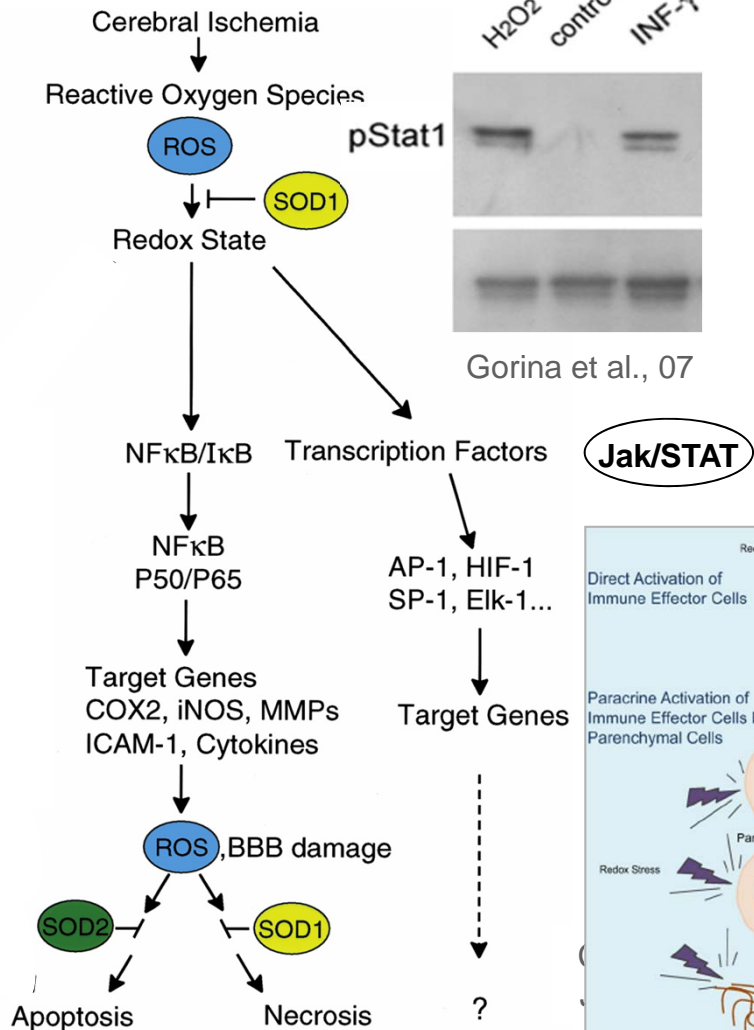 Cerebral Ischemia
Reactive Oxygen Species
ROS
SOD1
Redox State
NFκB/IκB
Transcription Factors
NFκB
P50/P65
AP-1, HIF-1
SP-1, Elk-1...
Target Genes
COX2, iNOS, MMPs
ICAM-1, Cytokines
Target Genes
ROS ,BBB damage
SOD2
SOD1
Apoptosis
Necrosis
?
H2O2
INF-γ
pStat1
Gorina et al., 07
Jak/STAT
Direct Activation of
Immune Effector Cells
Paracrine Activation of
Immune Effector Cells
Parenchymal Cells
Redox Stress